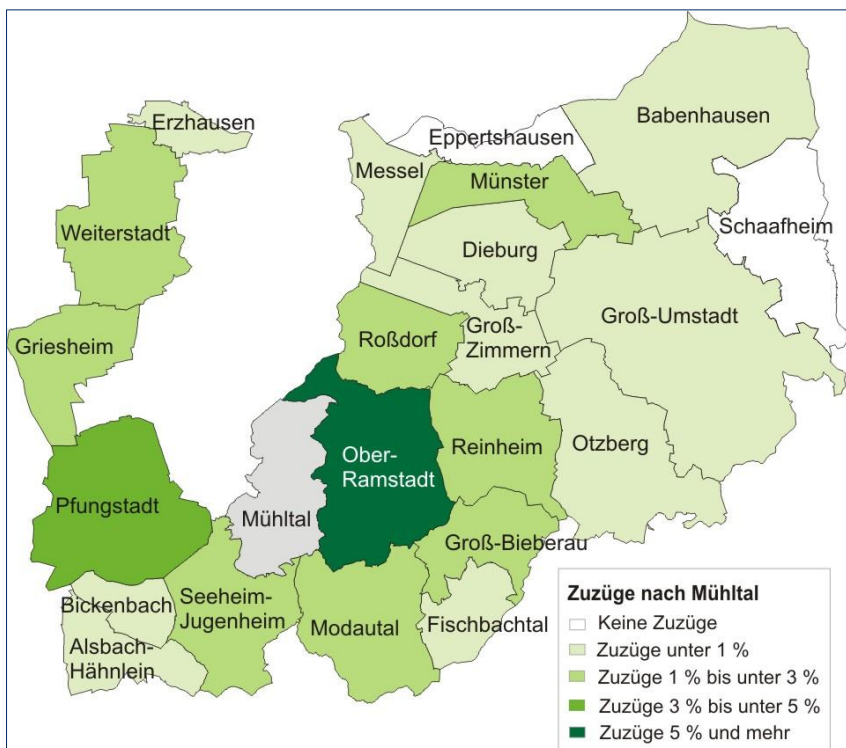 Erzhausen
Babenhausen
Eppertshausen
Messel
Münster
Schaafheim
Weiterstadt
Dieburg
Groß-Umstadt
Griesheim
Roßdorf
Groß-
Zimmern
Otzberg
Reinheim
Ober-
Ramstadt
Pfungstadt
Mühltal
Groß-Bieberau
Bickenbach
Seeheim-
Jugenheim
Modautal
Fischbachtal
Alsbach-
Hähnlein
Zuzüge nach Mühltal
Keine Zuzüge
Zuzüge unter 1 %
Zuzüge 1 % bis unter 3 %
Zuzüge 3 % bis unter 5 %
Zuzüge 5 % und mehr